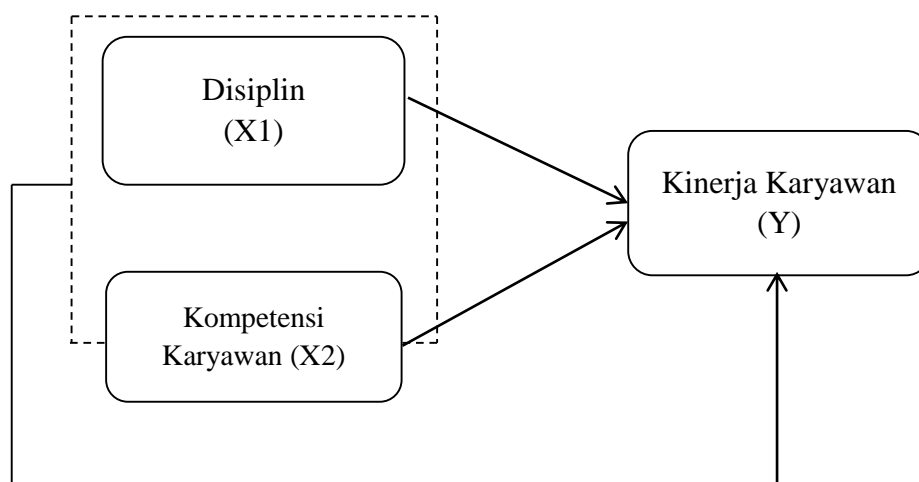 Disiplin
(X1)
Kinerja Karyawan
(Y)
Kompetensi
Karyawan (X2)